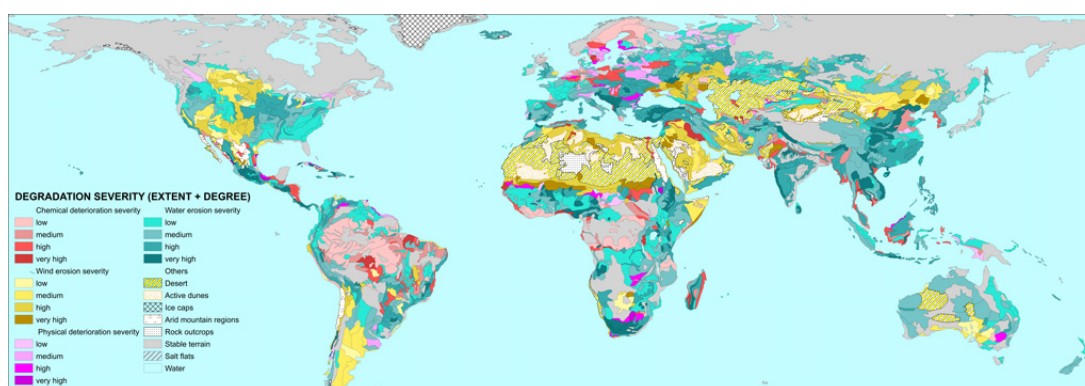 DEGRADATION SEVERITY (EXTENT + DEGREE)
Chemical deterioration severity
low
medium
high
very high
Wind erosion severity
low
medium
high
very high
Physical deterioration severity
low
medium
high
very high
Water erosion severity
low
medium
high
very high
Others
Desert
Active dunes
Ice caps
Arid mountain regions
Rock outcrops
Stable terrain
Salt flats
Water